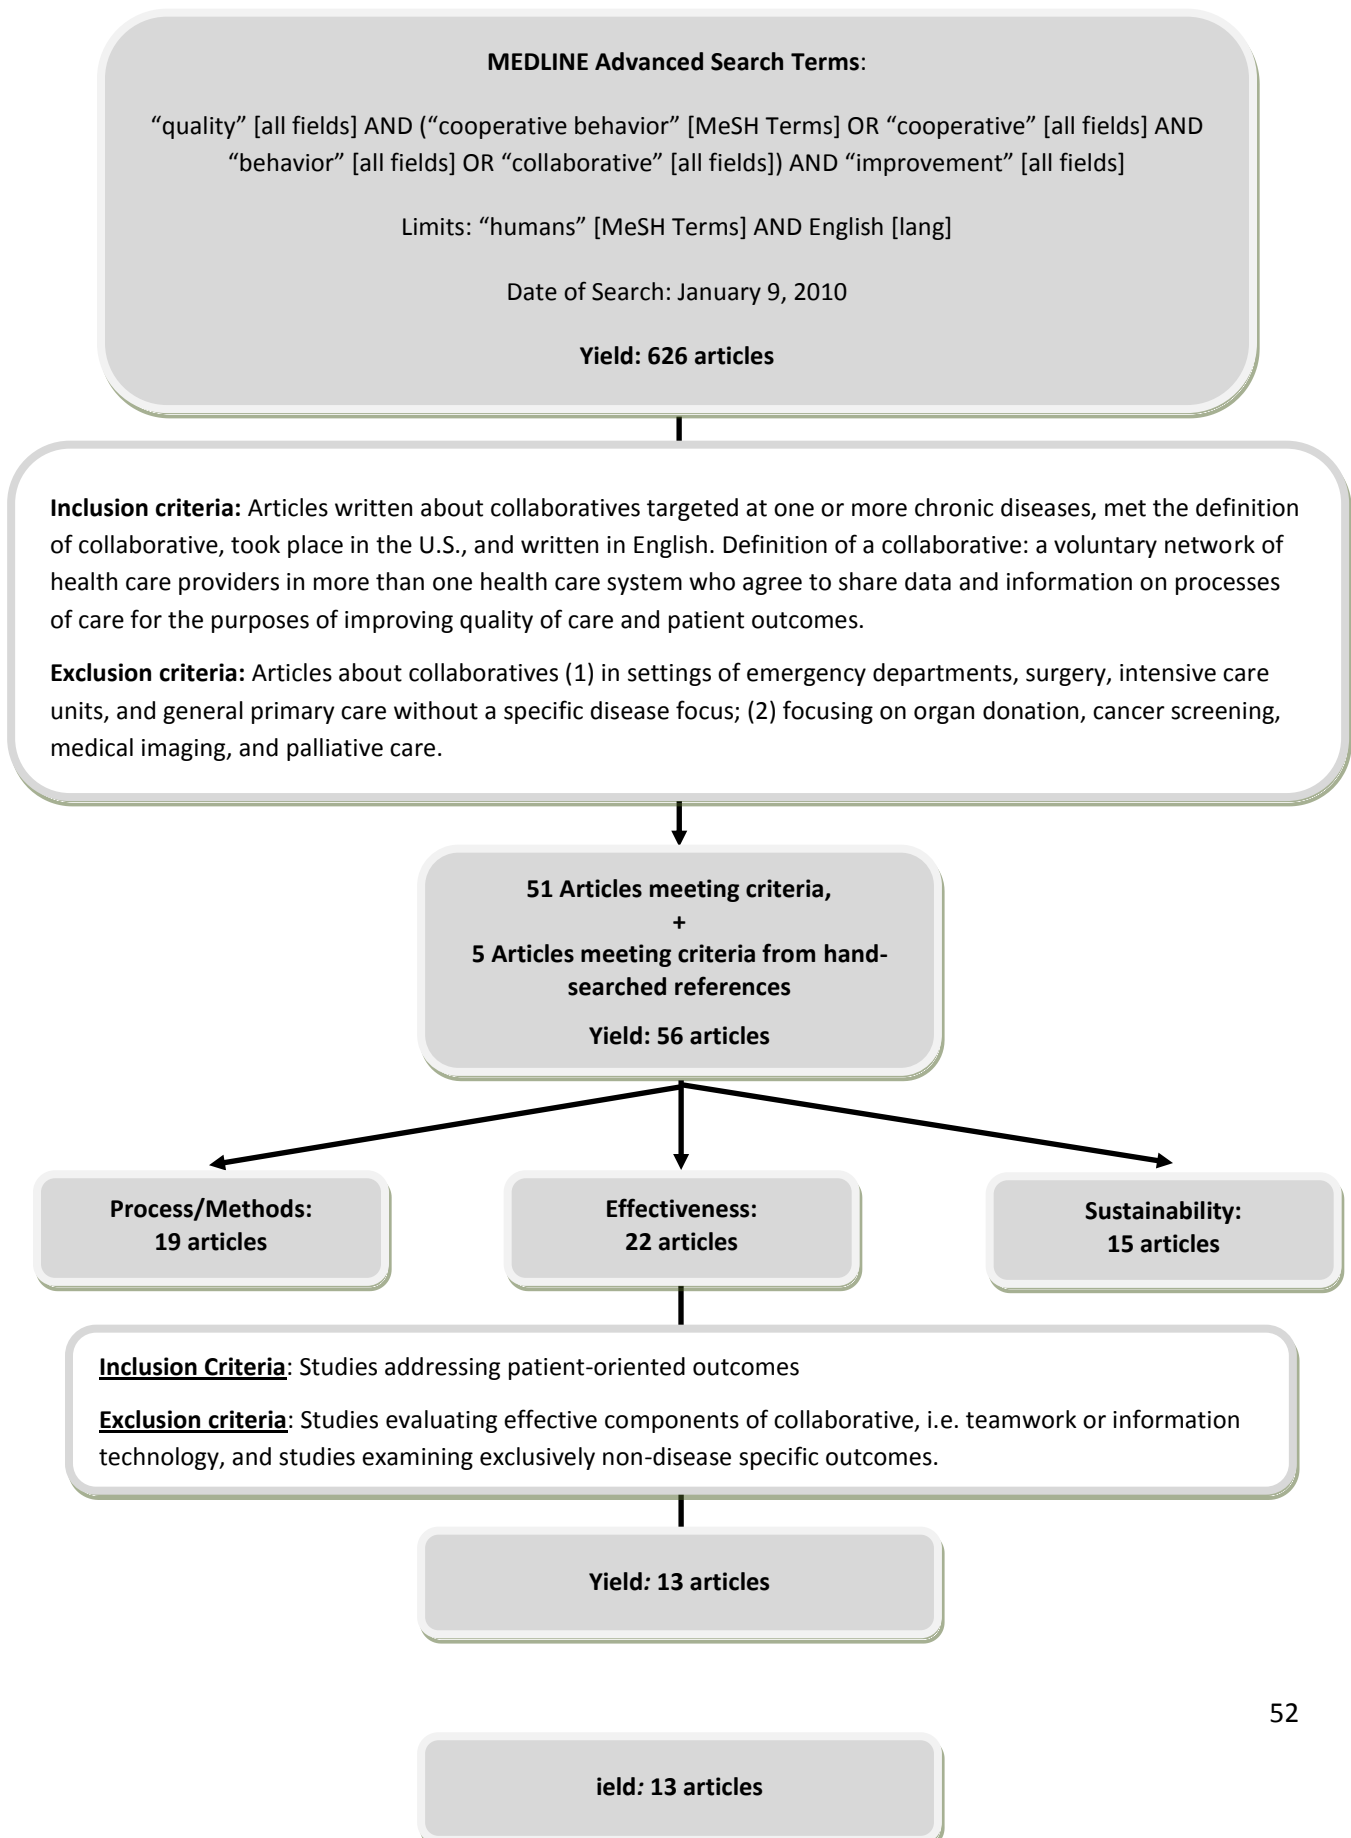 MEDLINE Advanced Search Terms:
“quality” [all fields] AND (“cooperative behavior” [MeSH Terms] OR “cooperative” [all fields] AND
“behavior” [all fields] OR “collaborative” [all fields]) AND “improvement” [all fields]
Limits: “humans” [MeSH Terms] AND English [lang]
Date of Search: January 9, 2010
Yield: 626 articles
Inclusion criteria: Articles written about collaboratives targeted at one or more chronic diseases, met the definition
of collaborative, took place in the U.S., and written in English. Definition of a collaborative: a voluntary network of
health care providers in more than one health care system who agree to share data and information on processes
of care for the purposes of improving quality of care and patient outcomes.
Exclusion criteria: Articles about collaboratives (1) in settings of emergency departments, surgery, intensive care
units, and general primary care without a specific disease focus; (2) focusing on organ donation, cancer screening,
medical imaging, and palliative care.
51 Articles meeting criteria,
+
5 Articles meeting criteria from hand-
searched references
Yield: 56 articles
Process/Methods:
19 articles
Effectiveness:
22 articles
Sustainability:
15 articles
Inclusion Criteria: Studies addressing patient-oriented outcomes
Exclusion criteria: Studies evaluating effective components of collaborative, i.e. teamwork or information
technology, and studies examining exclusively non-disease specific outcomes.
Yield: 13 articles
52
ield: 13 articles